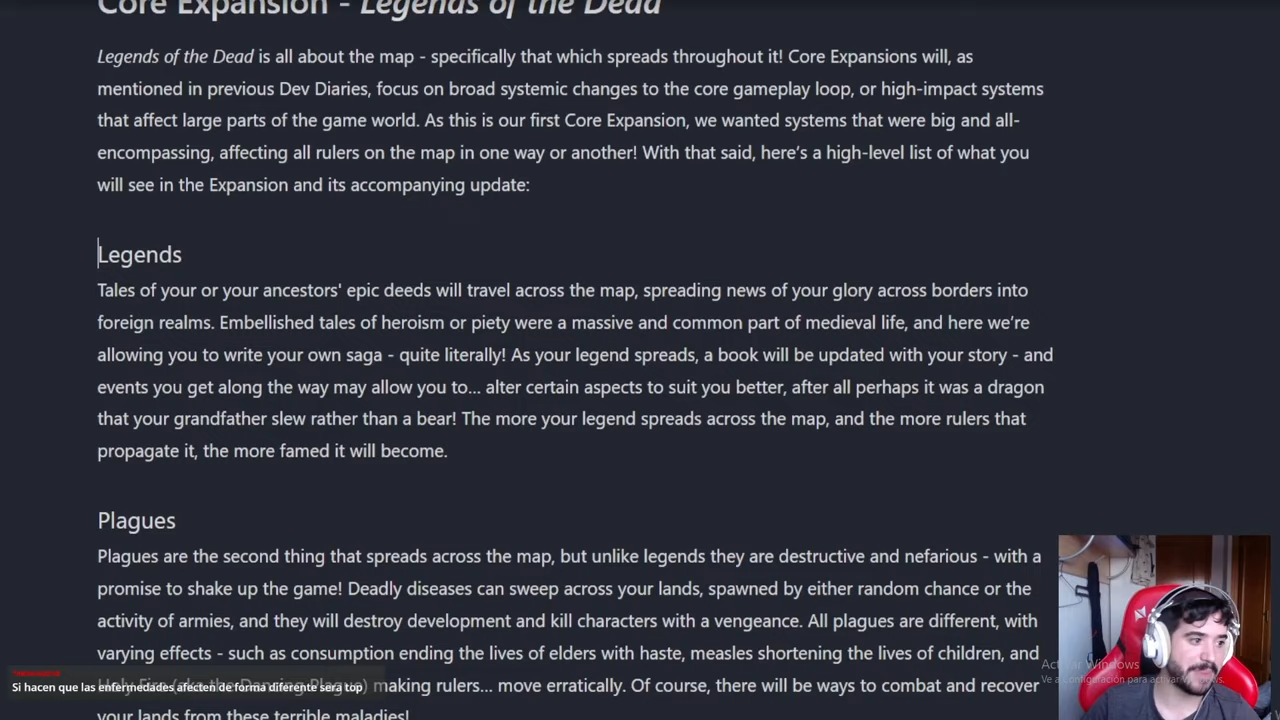 Core Expansion - Legends of the Dead
Legends of the Dead is all about the map - specifically that which spreads throughout it! Core Expansions will, as
mentioned in previous Dev Diaries, focus on broad systemic changes to the core gameplay loop, or high-impact systems
that affect large parts of the game world. As this is our first Core Expansion, we wanted systems that were big and all-
encompassing, affecting all rulers on the map in one way or another! With that said, here's a high-level list of what you
will see in the Expansion and its accompanying update:
Legends
Tales of your or your ancestors' epic deeds will travel across the map, spreading news of your glory across borders into
foreign realms. Embellished tales of heroism or piety were a massive and common part of medieval life, and here we're
allowing you to write your own saga - quite literally! As your legend spreads, a book will be updated with your story - and
events you get along the way may allow you to... alter certain aspects to suit you better, after all perhaps it was a dragon
that your grandfather slew rather than a bear! The more your legend spreads across the map, and the more rulers that
propagate it, the more famed it will become.
Plagues
Plagues are the second thing that spreads across the map, but unlike legends they are destructive and nefarious - with a
promise to shake up the game! Deadly diseases can sweep across your lands, spawned by either random chance or the
activity of armies, and they will destroy development and kill characters with a vengeance. All plagues are different, with
varying effects - such as consumption ending the lives of elders with haste, measles shortening the lives of children, and
Holy Fire (aka the Dancing Plague) making rulers... move erratically. Of course, there will be ways to combat and recover
your lands from these terrible maladies!
Si hacen que las enfermedades afecten de forma diferente sera top
Activar Windows
Ve a Configuración para activar Windows.